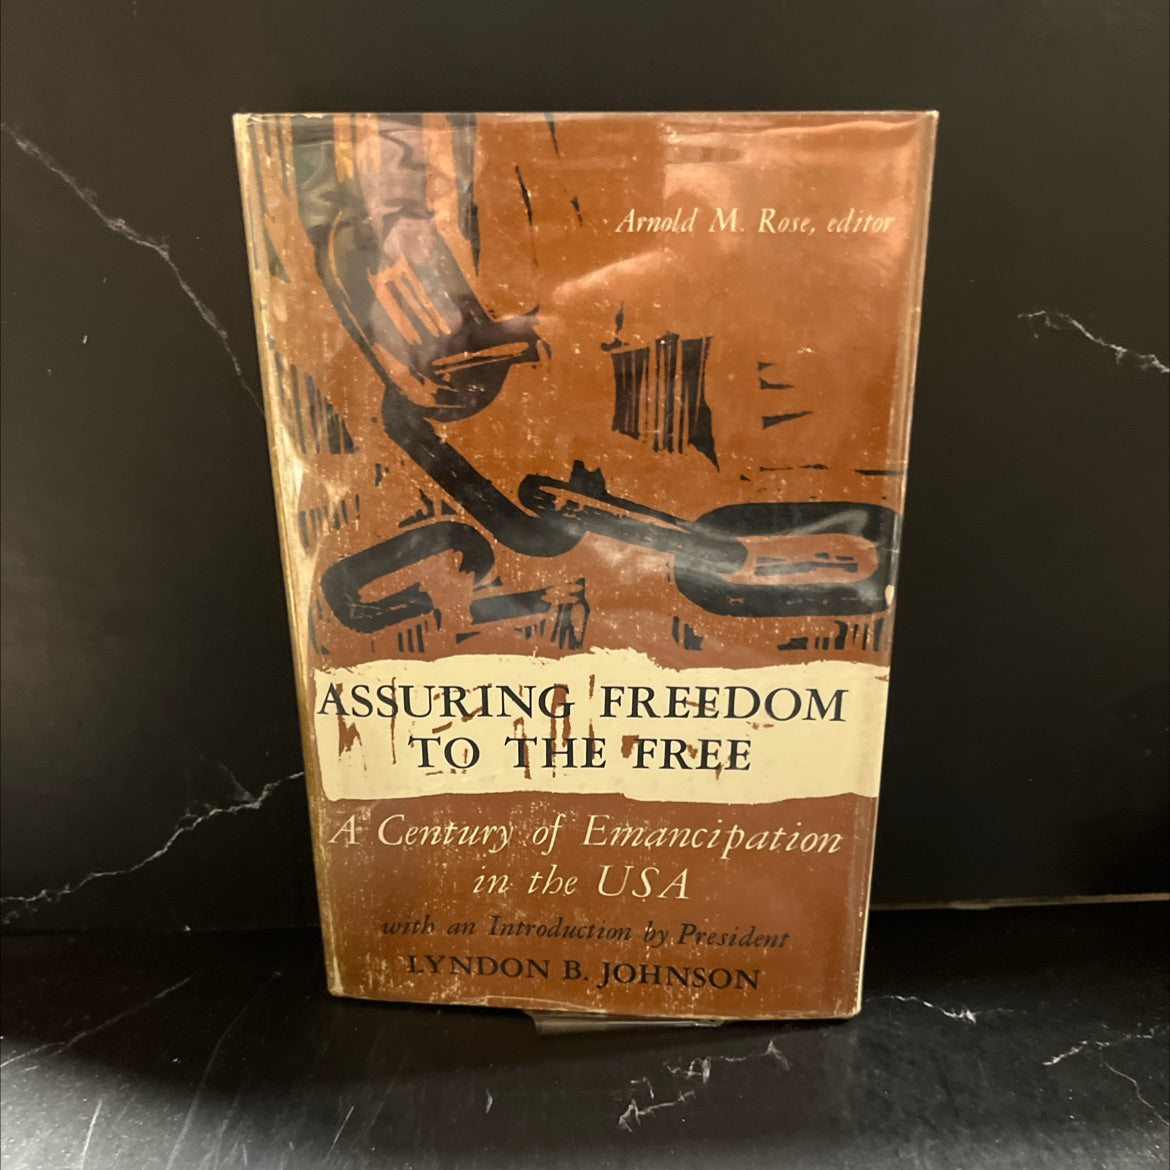 Arnold M. Rose, editor
ASSURING FREEDOM
TO THE FREE
A Century of Emancipation
in the USA
with an Introduction by President
LYNDON B. JOHNSON